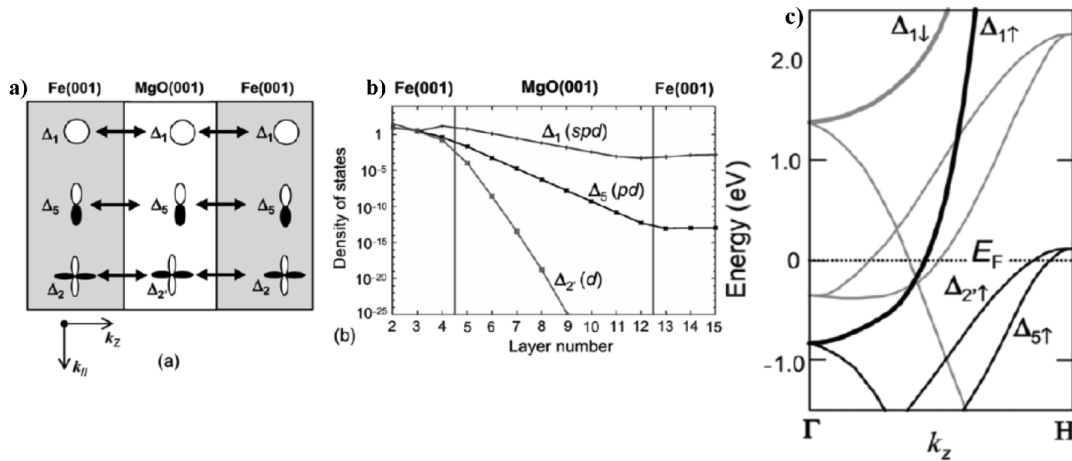 a)
Fe(001) MgO(001) Fe(001)
Δ1 Δ1 Δ1
Δ5 Δ5 Δ5
Δ2 Δ2' Δ2
kz
k//
(a)
b)
Fe(001) MgO(001) Fe(001)
Density of states
1
10-5
10-10
10-15
10-20
10-25
Δ1 (spd)
Δ5 (pd)
Δ2' (d)
2 3 4 5 6 7 8 9 10 11 12 13 14 15
(b) Layer number
c)
Energy (eV)
2.0
1.0
0
-1.0
Δ1↓ Δ1↑
EF
Δ2'↑
Δ5↑
Γ kz H